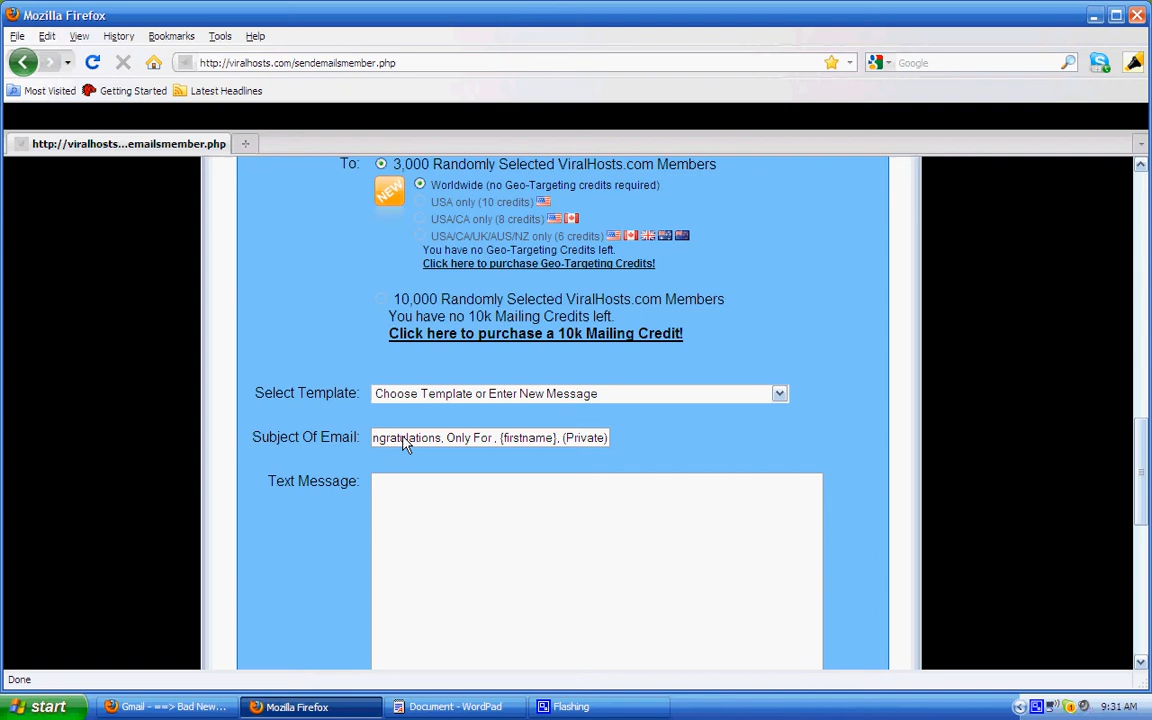 Mozilla Firefox
File Edit View History Bookmarks Tools Help
http://viralhosts.com/sendemailsmember.php
Google
Most Visited Getting Started Latest Headlines
http://viralhosts...emailsmember.php
To: 3,000 Randomly Selected ViralHosts.com Members
NEW
Worldwide (no Geo-Targeting credits required)
USA only (10 credits)
USA/CA only (8 credits)
USA/CA/UK/AUS/NZ only (6 credits)
You have no Geo-Targeting Credits left.
Click here to purchase Geo-Targeting Credits!
10,000 Randomly Selected ViralHosts.com Members
You have no 10k Mailing Credits left.
Click here to purchase a 10k Mailing Credit!
Select Template: Choose Template or Enter New Message
Subject Of Email: ngratulations, Only For , {firstname}, (Private)
Text Message:
Done
start Gmail - ==> Bad New... Mozilla Firefox Document - WordPad Flashing 9:31 AM